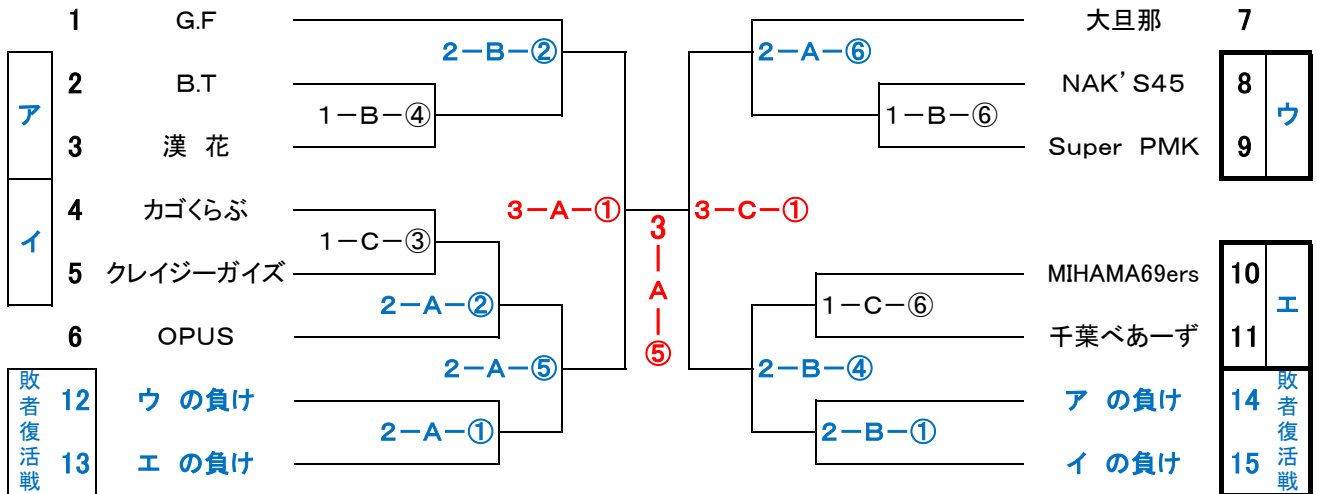 1 G.F 大旦那 7
2-B-② 2-A-⑥
2 B.T NAK'S45 8
ア 1-B-④ 1-B-⑥ ウ
3 漢 花 Super PMK 9
4 カゴくらぶ 3-A-① 3-C-①
イ 1-C-③ 3-A-⑤
5 クレイジーガイズ MIHAMA69ers 10
2-A-② 1-C-⑥ エ
6 OPUS 千葉べあーず 11
2-A-⑤ 2-B-④
敗者復活戦 12 ウ の負け ア の負け 14 敗者復活戦
2-A-① 2-B-①
13 エ の負け イ の負け 15